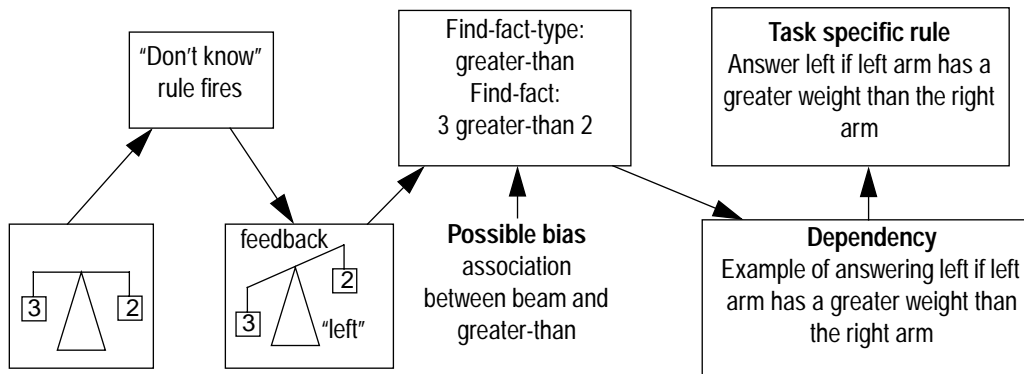 “Don’t know”
rule fires
Find-fact-type:
greater-than
Find-fact:
3 greater-than 2
Task specific rule
Answer left if left arm has a
greater weight than the right
arm
3
2
feedback
2
3
“left”
Possible bias
association
between beam and
greater-than
Dependency
Example of answering left if left
arm has a greater weight than
the right arm